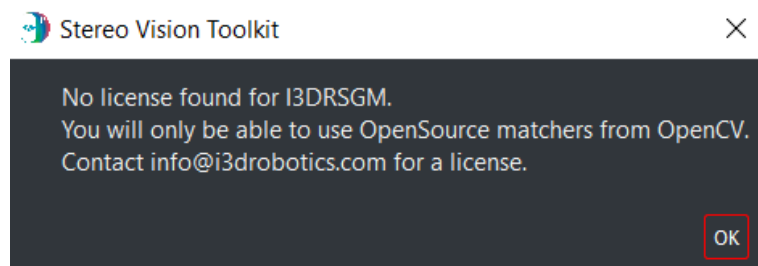 Stereo Vision Toolkit
No license found for I3DRSGM.
You will only be able to use OpenSource matchers from OpenCV.
Contact info@i3drobotics.com for a license.
OK